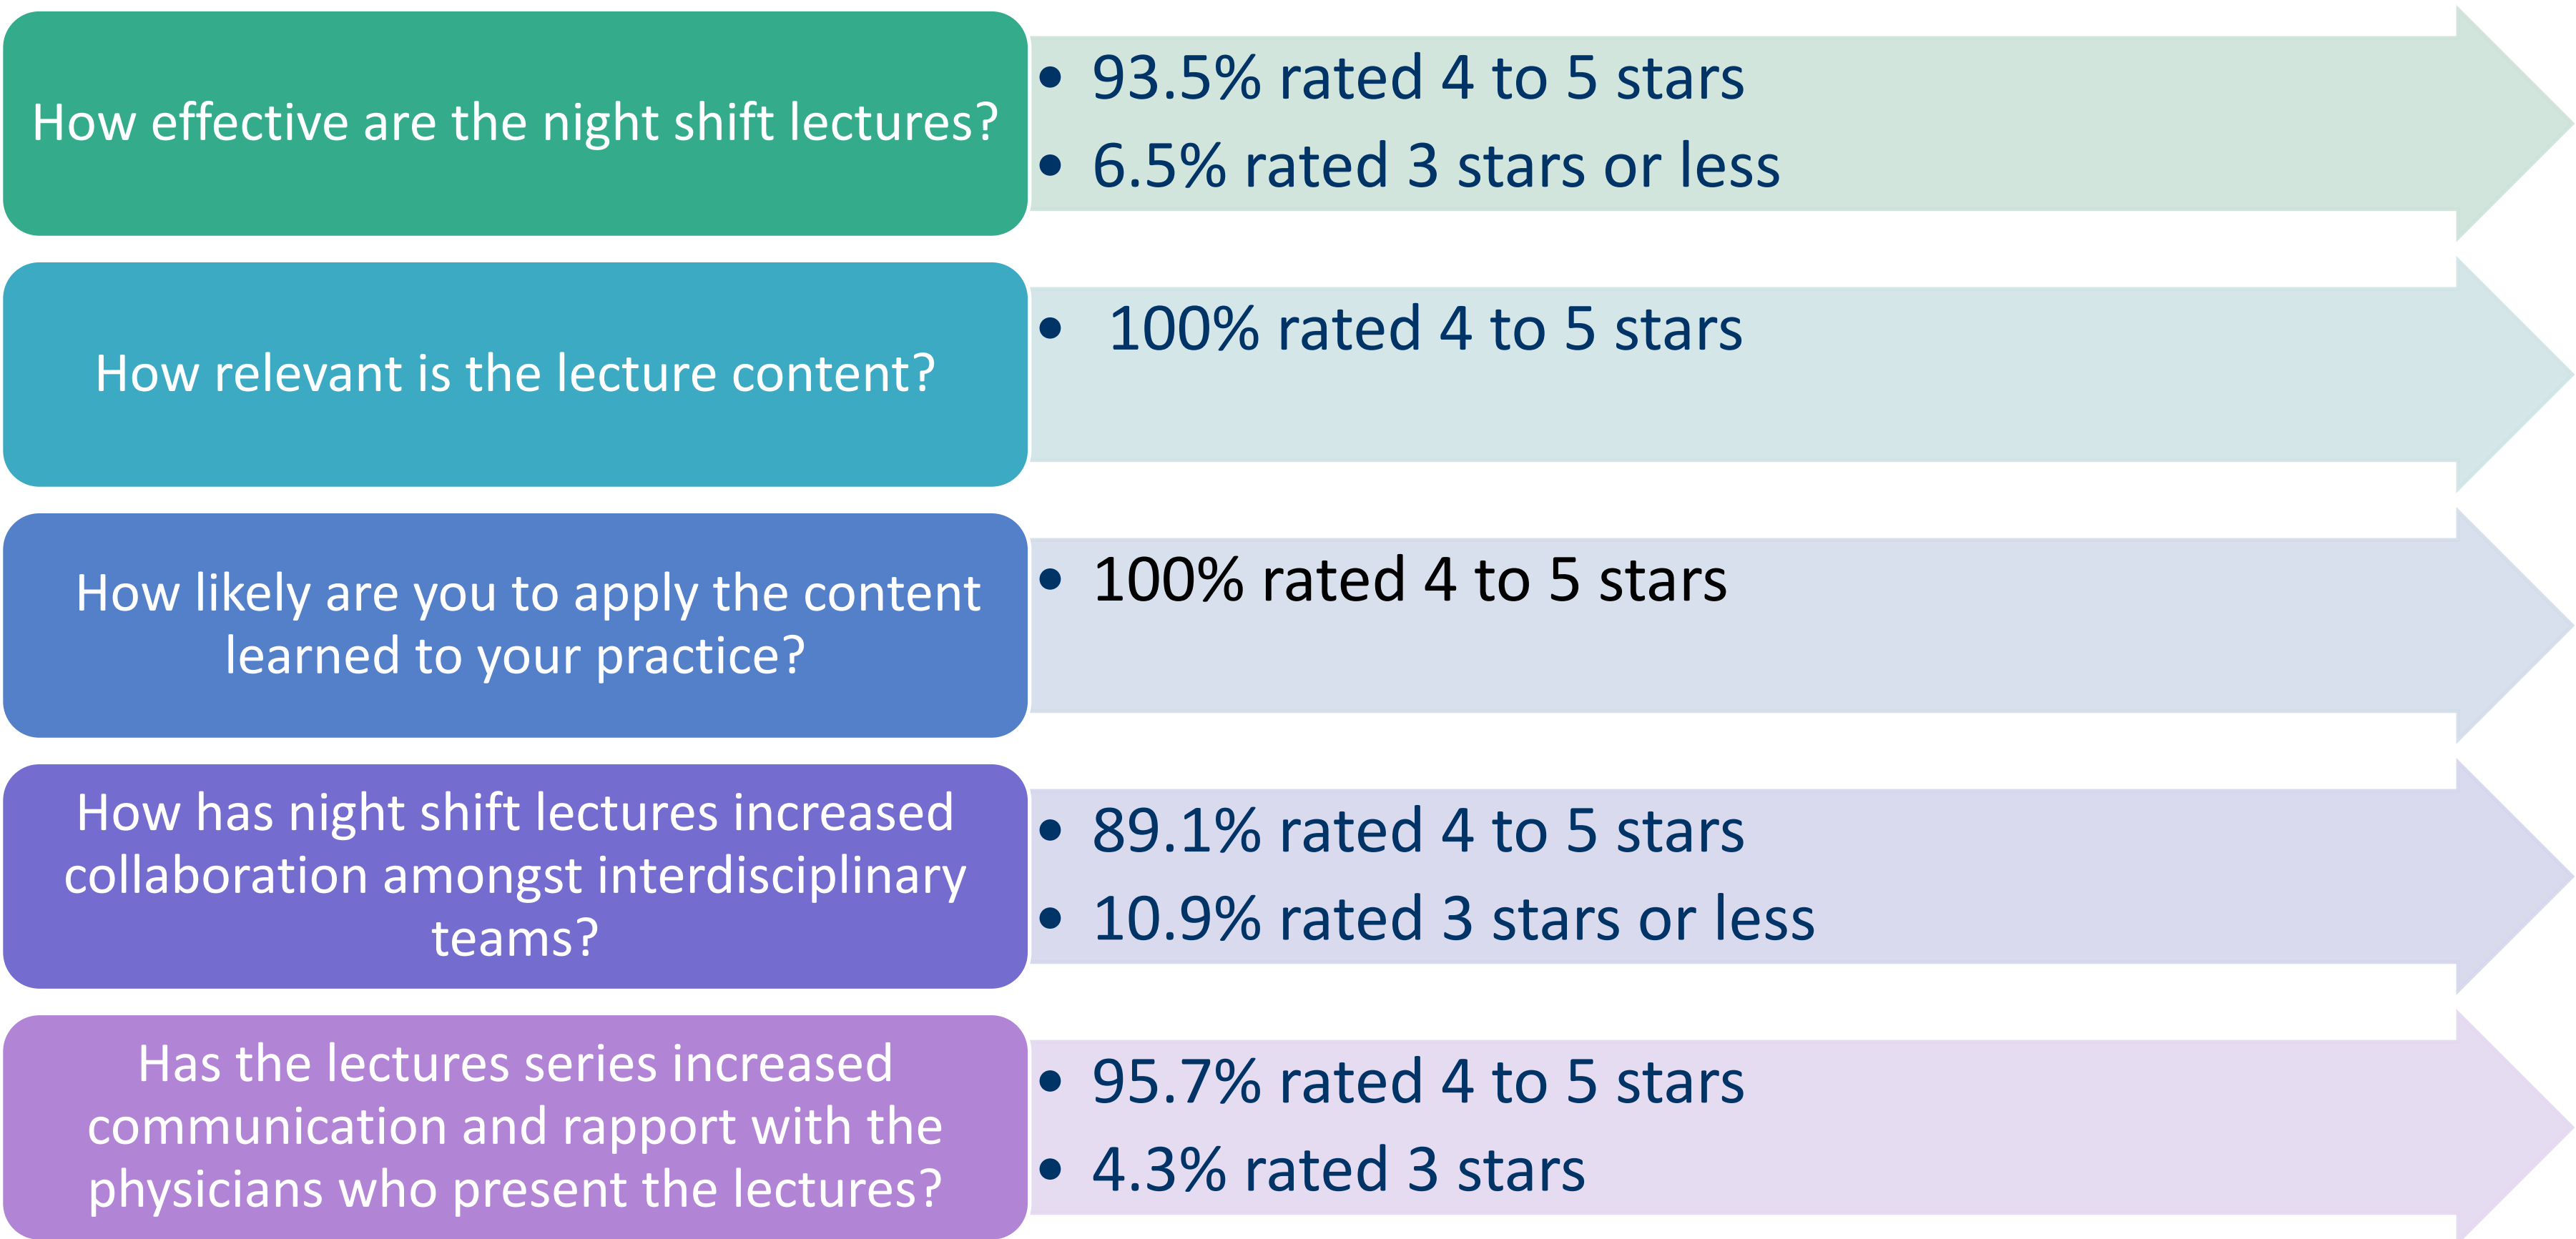 How effective are the night shift lectures?
• 93.5% rated 4 to 5 stars
• 6.5% rated 3 stars or less
How relevant is the lecture content?
• 100% rated 4 to 5 stars
How likely are you to apply the content
learned to your practice?
• 100% rated 4 to 5 stars
How has night shift lectures increased
collaboration amongst interdisciplinary
teams?
• 89.1% rated 4 to 5 stars
• 10.9% rated 3 stars or less
Has the lectures series increased
communication and rapport with the
physicians who present the lectures?
• 95.7% rated 4 to 5 stars
• 4.3% rated 3 stars